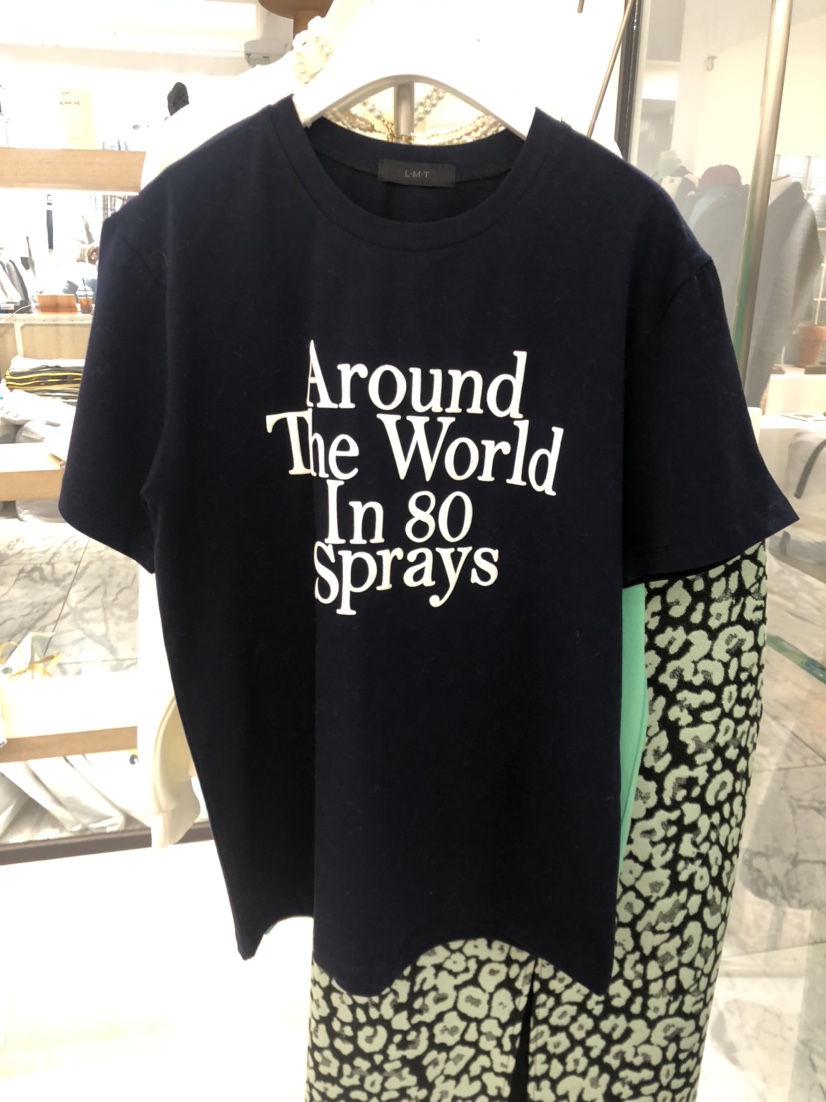 L·M·T
Around
The World
In 80
Sprays